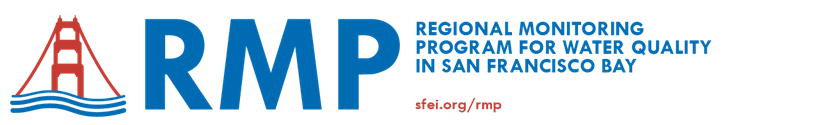 RMP
REGIONAL MONITORING
PROGRAM FOR WATER QUALITY
IN SAN FRANCISCO BAY
sfei.org/rmp